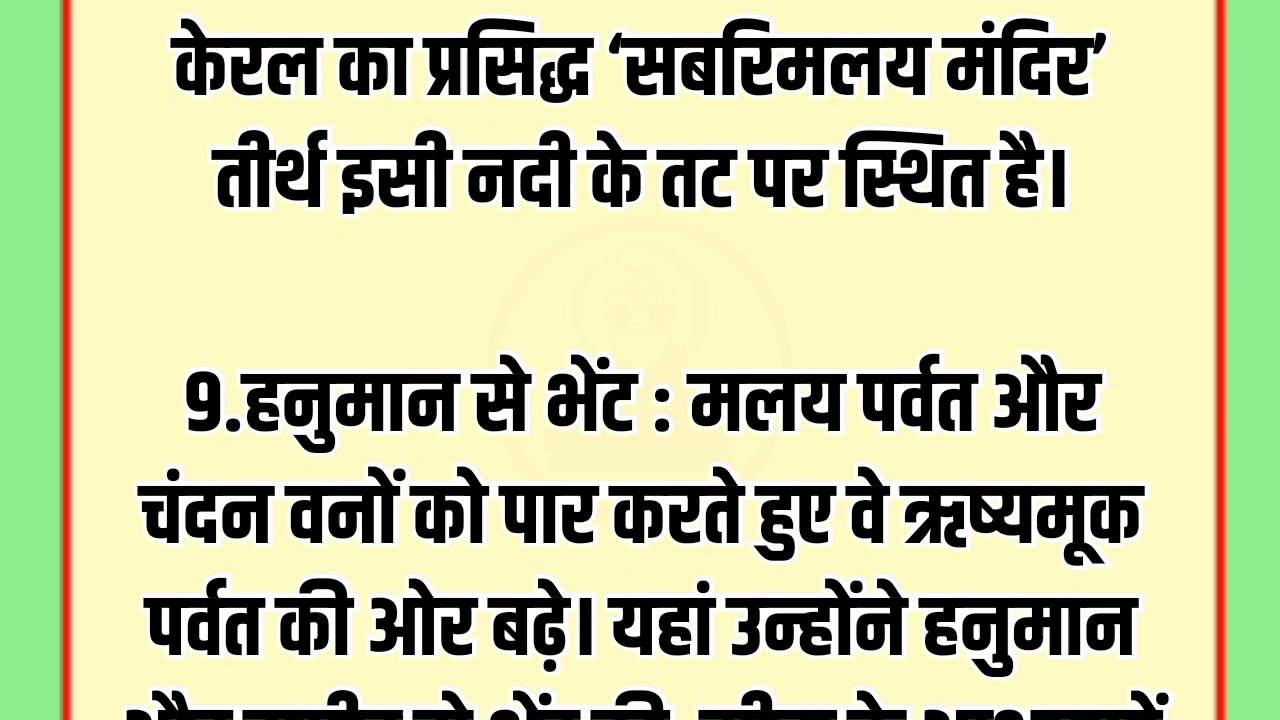 केरल का प्रसिद्ध ‘सबरिमलय मंदिर’
तीर्थ इसी नदी के तट पर स्थित है।
9.हनुमान से भेंट : मलय पर्वत और
चंदन वनों को पार करते हुए वे ऋष्यमूक
पर्वत की ओर बढ़े। यहां उन्होंने हनुमान